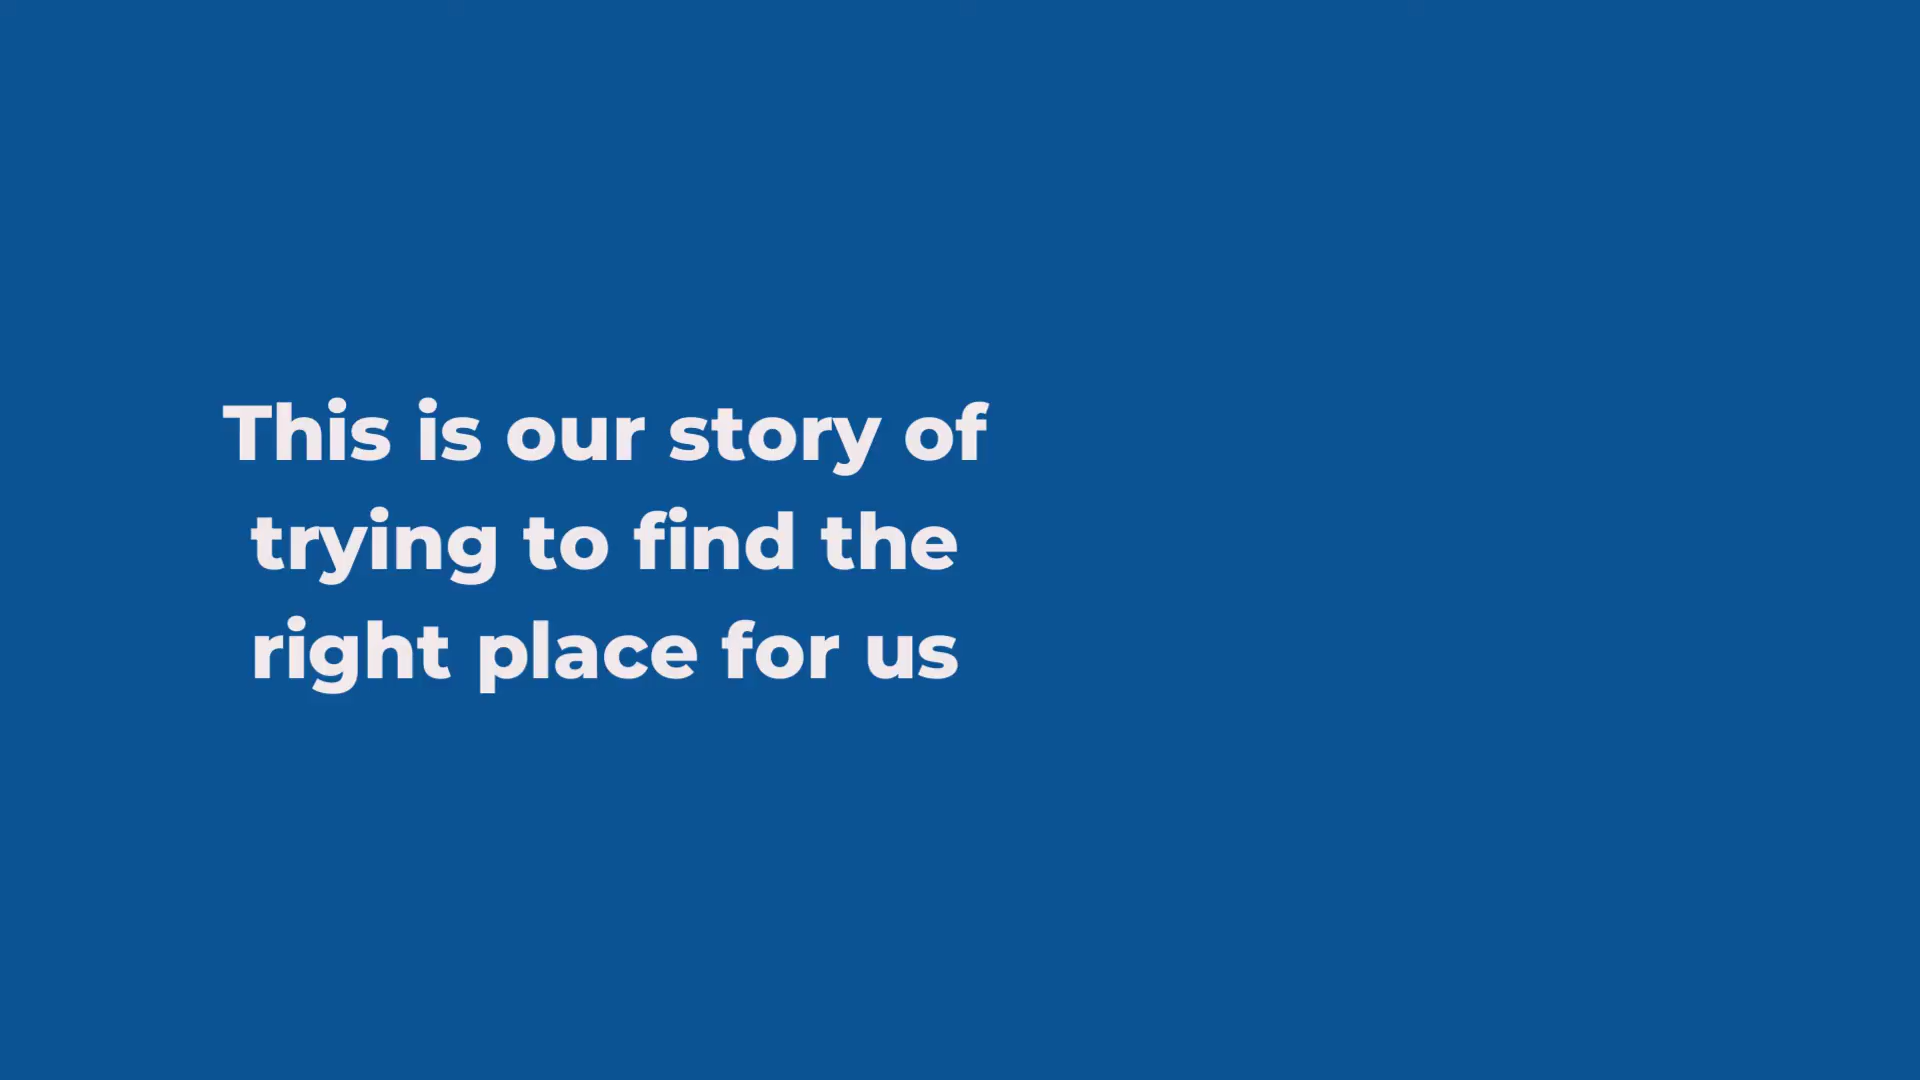 This is our story of
trying to find the
right place for us